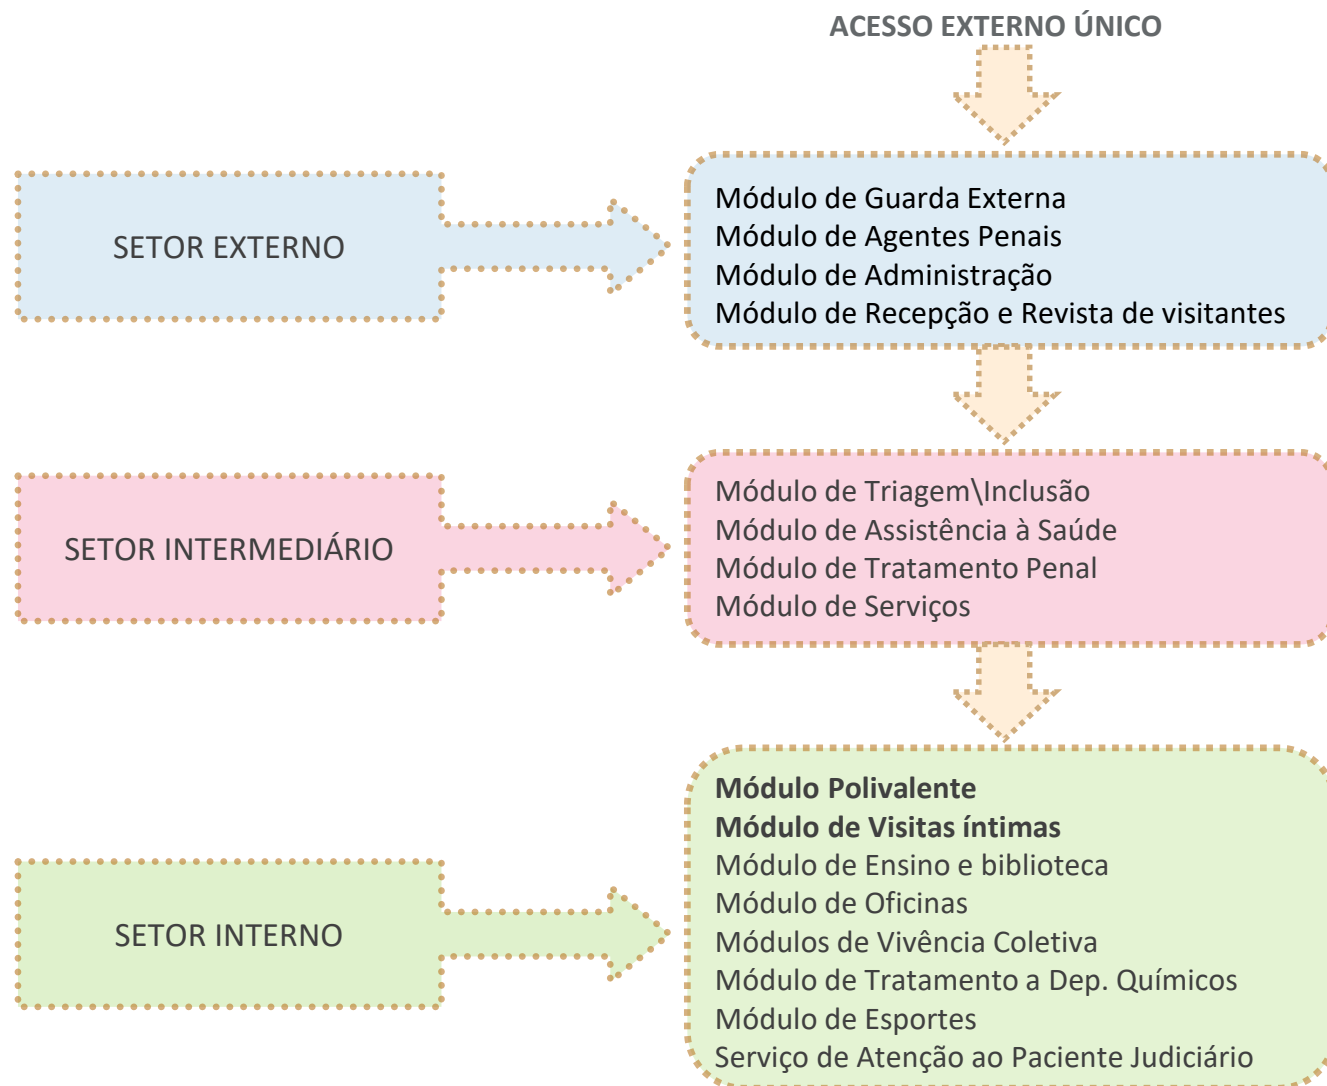 ACESSO EXTERNO ÚNICO
SETOR EXTERNO
Módulo de Guarda Externa
Módulo de Agentes Penais
Módulo de Administração
Módulo de Recepção e Revista de visitantes
SETOR INTERMEDIÁRIO
Módulo de Triagem\Inclusão
Módulo de Assistência à Saúde
Módulo de Tratamento Penal
Módulo de Serviços
SETOR INTERNO
Módulo Polivalente
Módulo de Visitas íntimas
Módulo de Ensino e biblioteca
Módulo de Oficinas
Módulos de Vivência Coletiva
Módulo de Tratamento a Dep. Químicos
Módulo de Esportes
Serviço de Atenção ao Paciente Judiciário